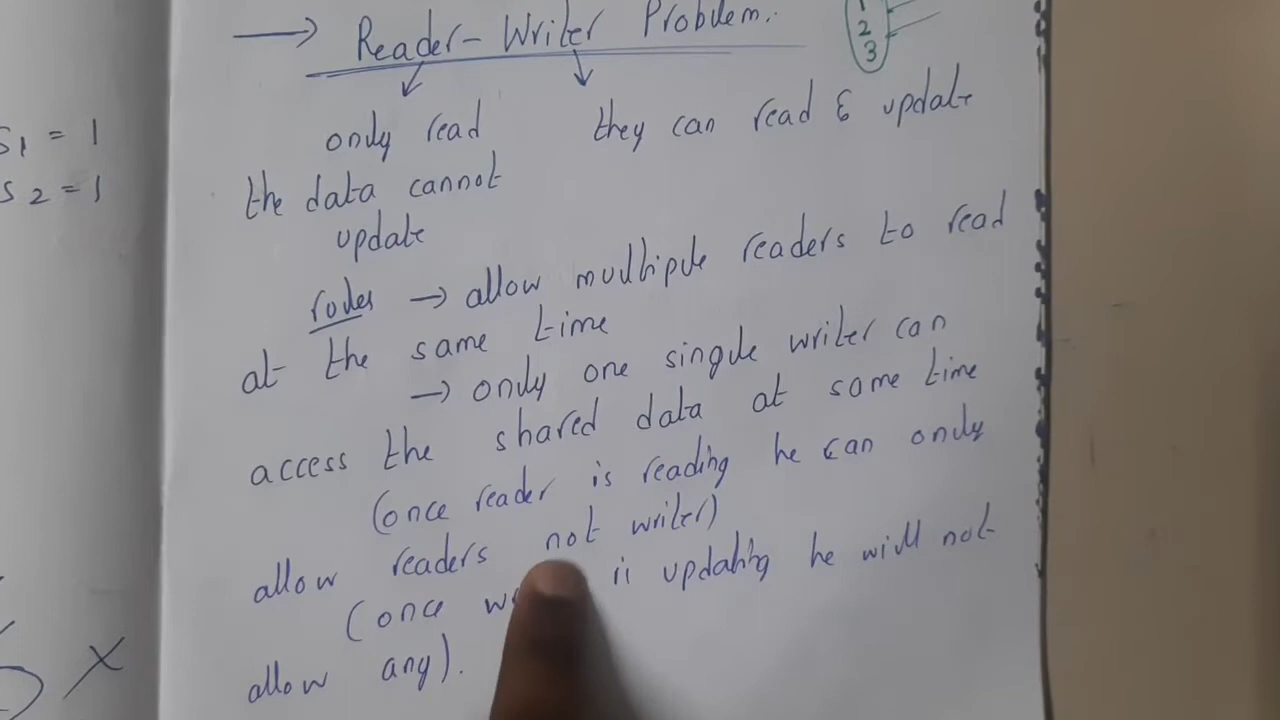 S1 = 1
S2 = 1
→ Reader-Writer Problem.
2
3
only read they can read & update
the data cannot
update
rules → allow multiple readers to read
at the same time
→ only one single writer can
access the shared data at same time
(once reader is reading he can only
allow readers not writer)
(once is updating he will not
allow any).